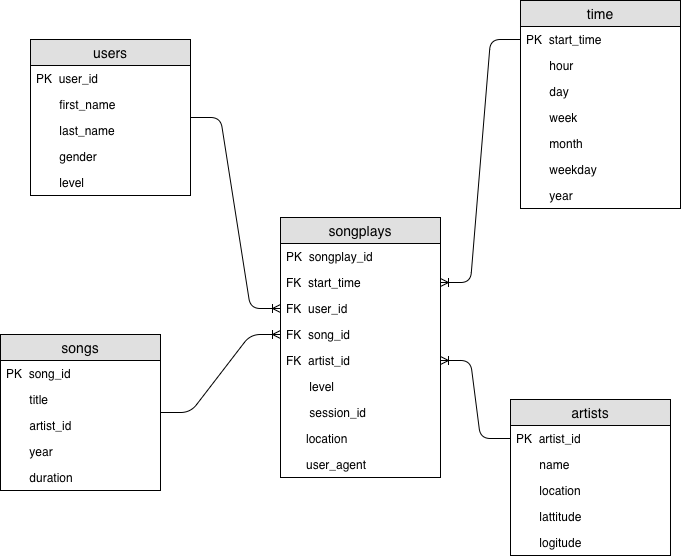 time
PK start_time
hour
day
week
month
weekday
year
users
PK user_id
first_name
last_name
gender
level
songplays
PK songplay_id
FK start_time
FK user_id
FK song_id
FK artist_id
level
session_id
location
user_agent
songs
PK song_id
title
artist_id
year
duration
artists
PK artist_id
name
location
lattitude
logitude